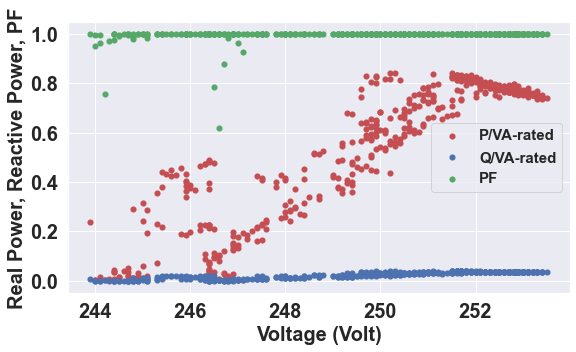 Real Power, Reactive Power, PF
1.0
0.8
0.6
0.4
0.2
0.0
P/VA-rated
Q/VA-rated
PF
244 246 248 250 252
Voltage (Volt)